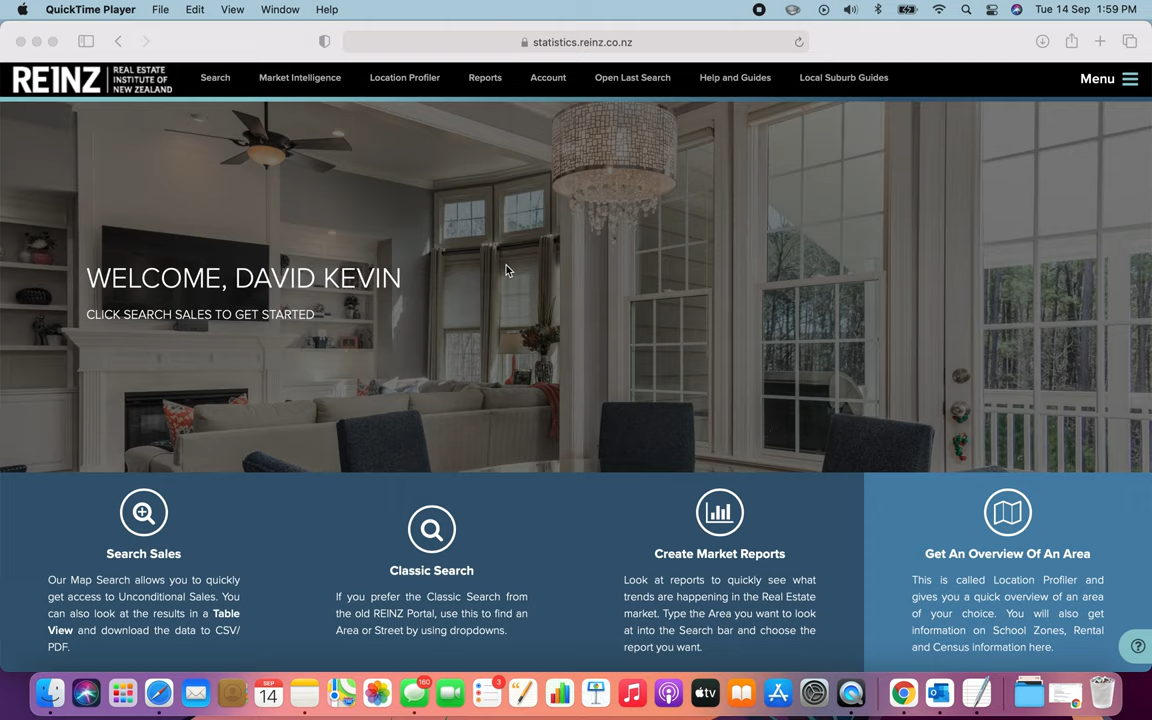 QuickTime Player File Edit View Window Help Tue 14 Sep 1:59 PM
statistics.reinz.co.nz
REINZ REAL ESTATE
INSTITUTE OF
NEW ZEALAND
Search Market Intelligence Location Profiler Reports Account Open Last Search Help and Guides Local Suburb Guides Menu
WELCOME, DAVID KEVIN
CLICK SEARCH SALES TO GET STARTED
Search Sales
Our Map Search allows you to quickly
get access to Unconditional Sales. You
can also look at the results in a Table
View and download the data to CSV/
PDF.
Classic Search
If you prefer the Classic Search from
the old REINZ Portal, use this to find an
Area or Street by using dropdowns.
Create Market Reports
Look at reports to quickly see what
trends are happening in the Real Estate
market. Type the Area you want to look
at into the Search bar and choose the
report you want.
Get An Overview Of An Area
This is called Location Profiler and
gives you a quick overview of an area
of your choice. You will also get
information on School Zones, Rental
and Census information here.
SEP
14
160
3
tv